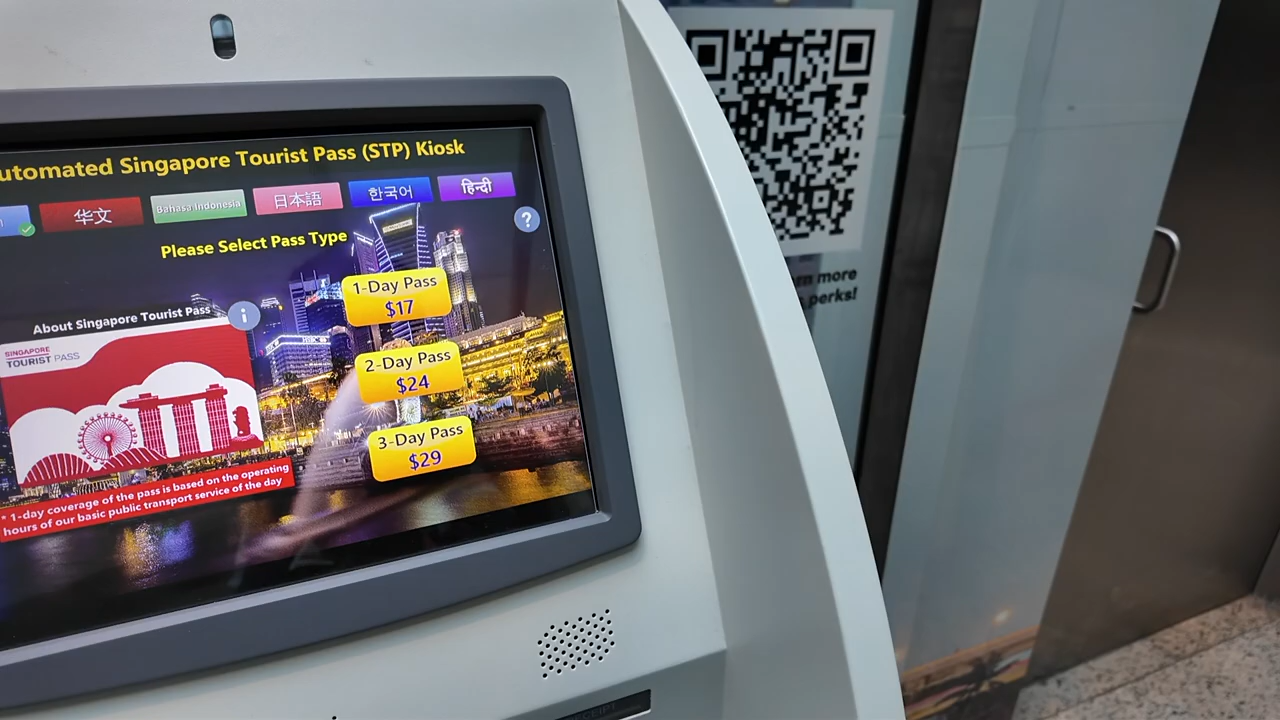 utomated Singapore Tourist Pass (STP) Kiosk
华文
Bahasa Indonesia
日本語
한국어
हिन्दी
?
Please Select Pass Type
1-Day Pass
$17
About Singapore Tourist Pass
i
SINGAPORE
TOURIST PASS
2-Day Pass
$24
3-Day Pass
$29
* 1-day coverage of the pass is based on the operating
hours of our basic public transport service of the day
more
perks!